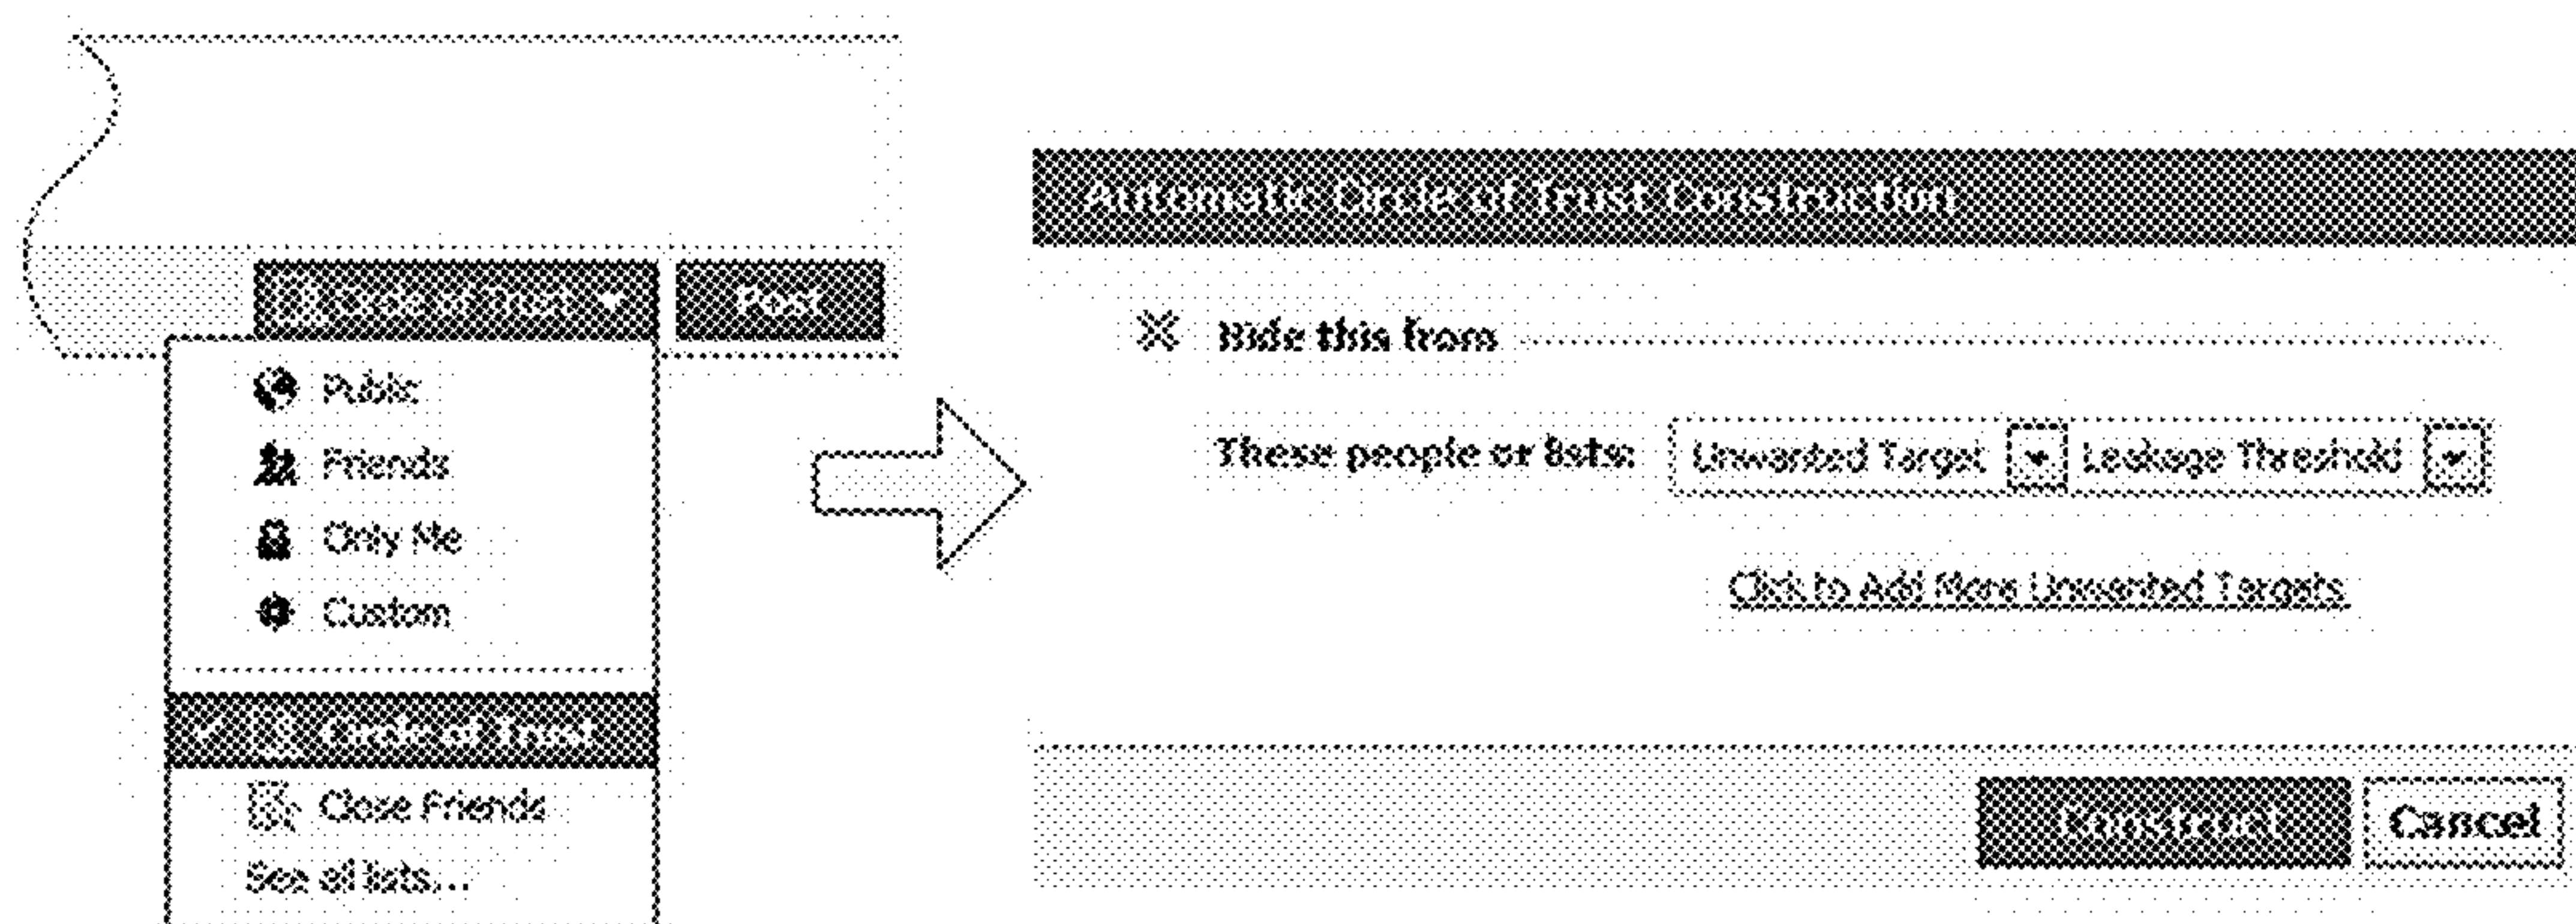 Circle of Trust Post
Public
Friends
Only Me
Custom
Circle of Trust
Close Friends
See all lists...
Automatic Circle of Trust Construction
Hide this from
These people or lists: Unwanted Target Leakage Threshold
Click to Add More Unwanted Targets
Construct Cancel